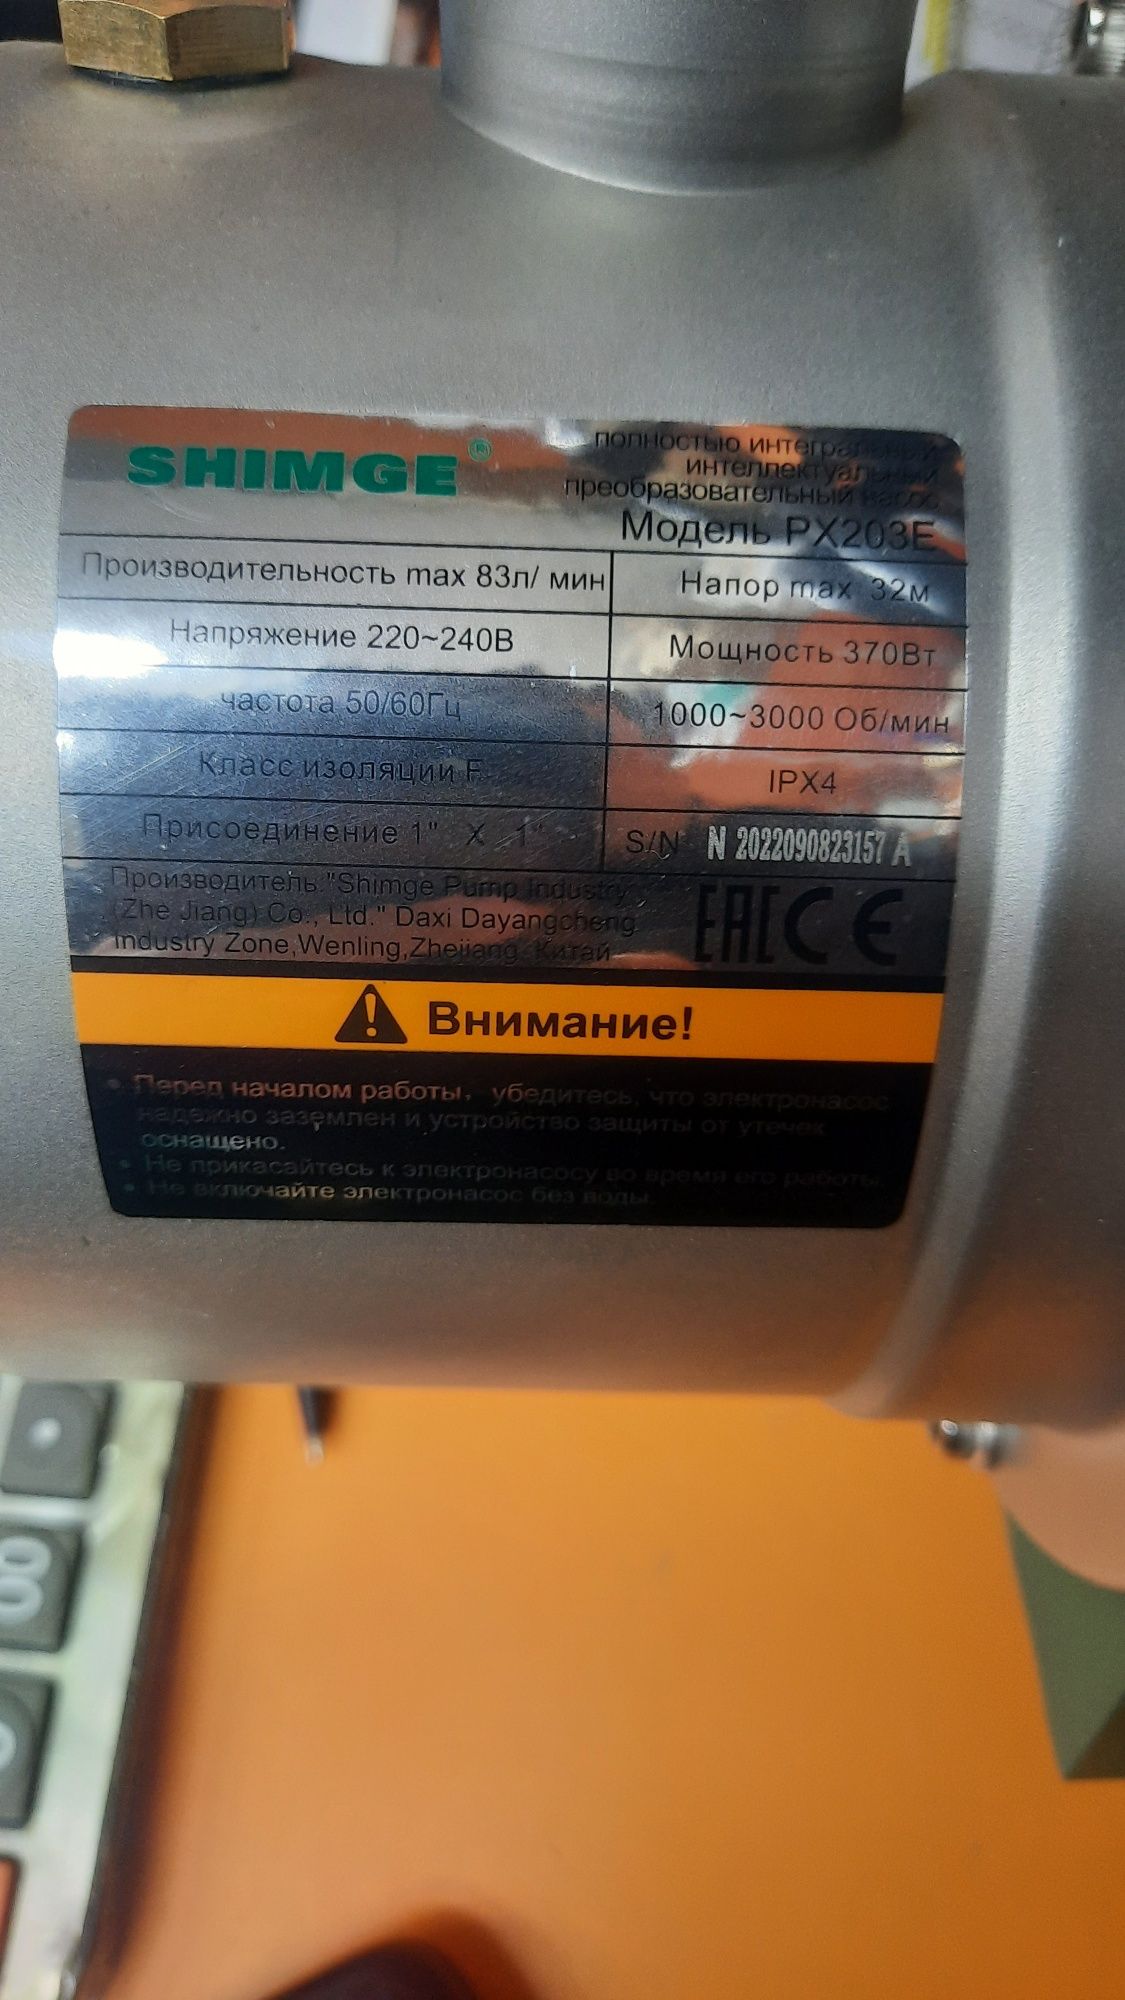 SHIMGE®
полностью интегральный
интеллектуальный
преобразовательный насос
Модель PX203E
Производительность max 83л/ мин
Напор max 32м
Напряжение 220~240В
Мощность 370Вт
частота 50/60Гц
1000~3000 Об/мин
Класс изоляции F
IPX4
Присоединение 1" X 1"
S/N N 2022090823157 A
Производитель:"Shimge Pump Industry
(Zhe Jiang) Co., Ltd." Daxi Dayangcheng
Industry Zone,Wenling,Zhejiang Китай
EAC CE
Внимание!
• Перед началом работы, убедитесь, что электронасос
надежно заземлен и устройство защиты от утечек
оснащено.
• Не прикасайтесь к электронасосу во время его работы.
• Не включайте электронасос без воды.